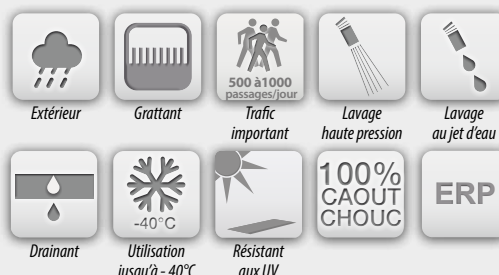 500 à1000
passages/jour
Extérieur
Grattant
Trafic
important
Lavage
haute pression
Lavage
au jet d'eau
-40°C
100%
CAOUT
CHOUC
ERP
Drainant
Utilisation
jusqu'à - 40°C
Résistant
aux UV